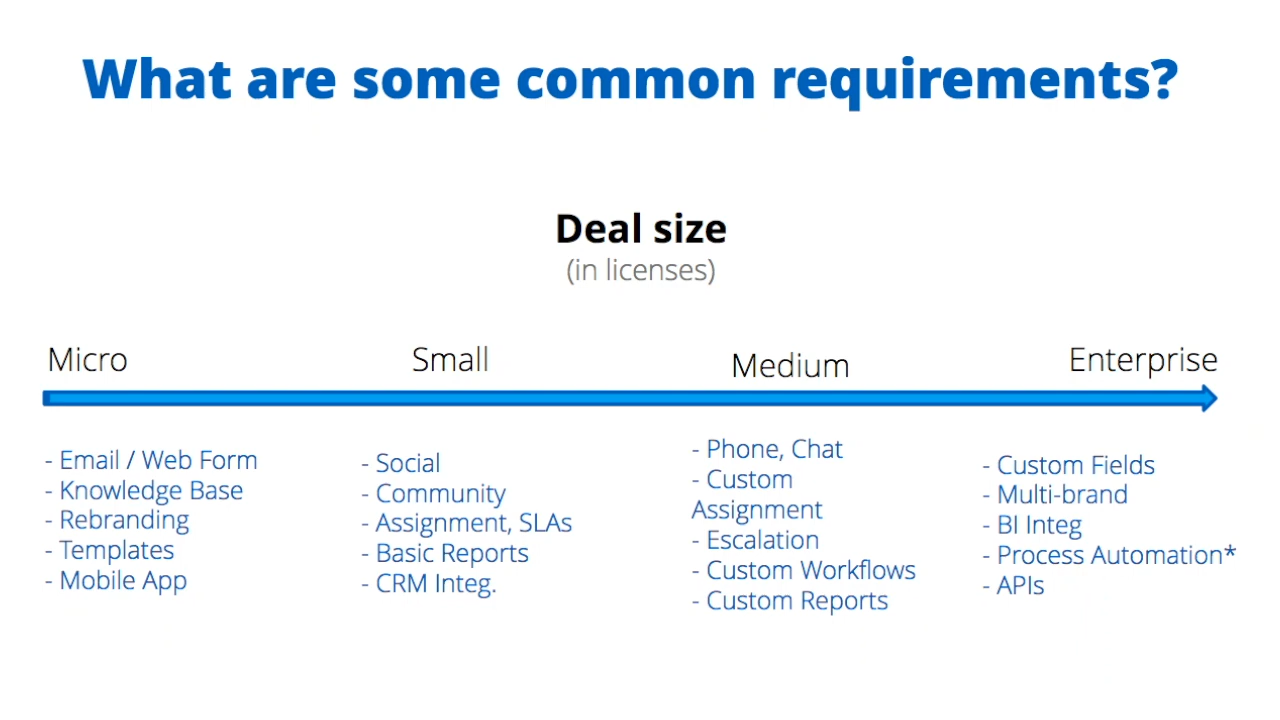 What are some common requirements?
Deal size
(in licenses)
Micro
Small
Medium
Enterprise
- Email / Web Form
- Knowledge Base
- Rebranding
- Templates
- Mobile App
- Social
- Community
- Assignment, SLAs
- Basic Reports
- CRM Integ.
- Phone, Chat
- Custom
Assignment
- Escalation
- Custom Workflows
- Custom Reports
- Custom Fields
- Multi-brand
- BI Integ
- Process Automation*
- APIs